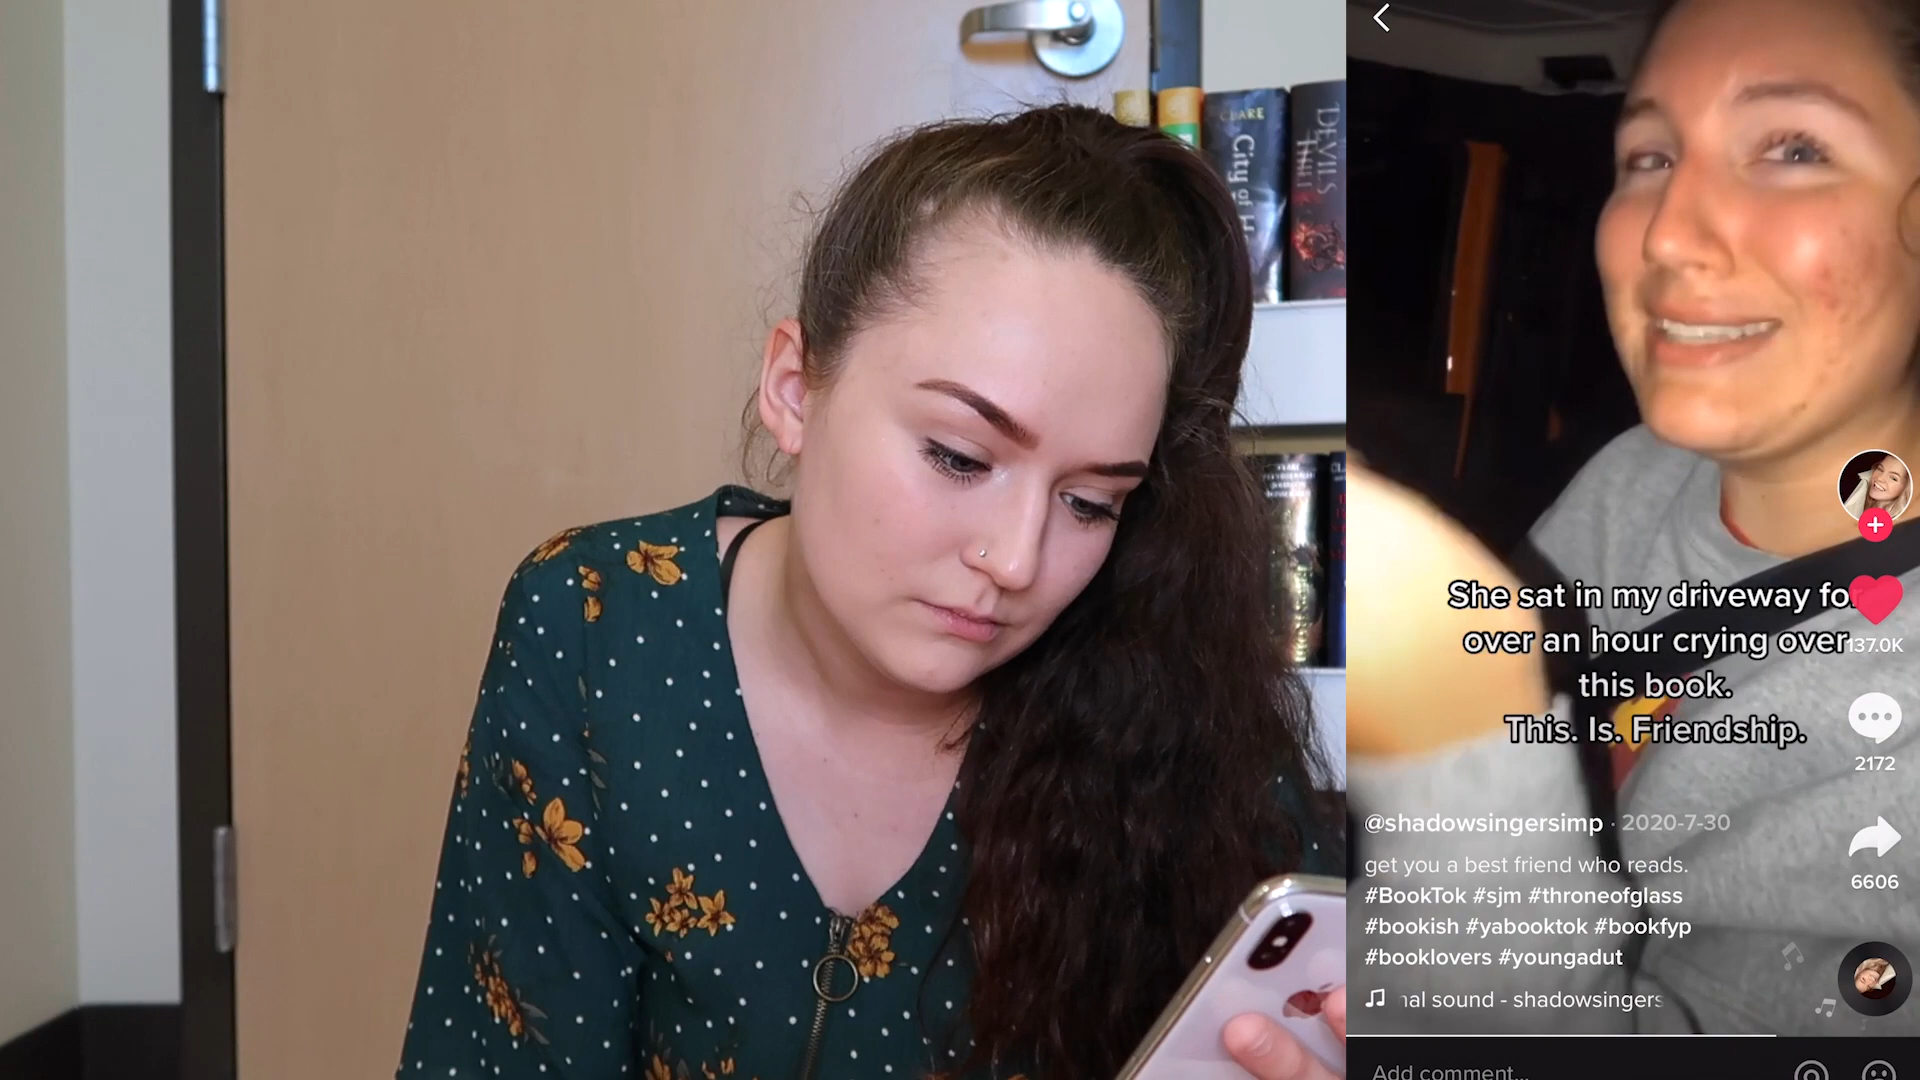 CLARE
City of H
DEVILS
She sat in my driveway for
over an hour crying over
this book.
This. Is. Friendship.
137.0K
2172
6606
@shadowsingersimp · 2020-7-30
get you a best friend who reads.
#BookTok #sjm #throneofglass
#bookish #yabooktok #bookfyp
#booklovers #youngadut
nal sound - shadowsingers
Add comment...